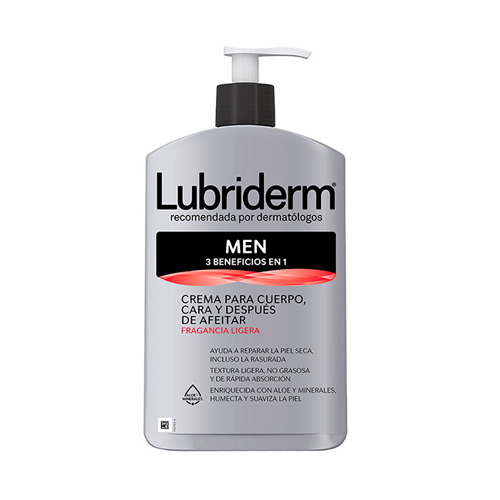 Lubriderm®
recomendada por dermatólogos
MEN
3 BENEFICIOS EN 1
CREMA PARA CUERPO,
CARA Y DESPUÉS
DE AFEITAR
FRAGANCIA LIGERA
AYUDA A REPARAR LA PIEL SECA,
INCLUSO LA RASURADA
TEXTURA LIGERA, NO GRASOSA
Y DE RÁPIDA ABSORCIÓN
ENRIQUECIDA CON ALOE Y MINERALES,
HUMECTA Y SUAVIZA LA PIEL
ALOE Y
MINERALES